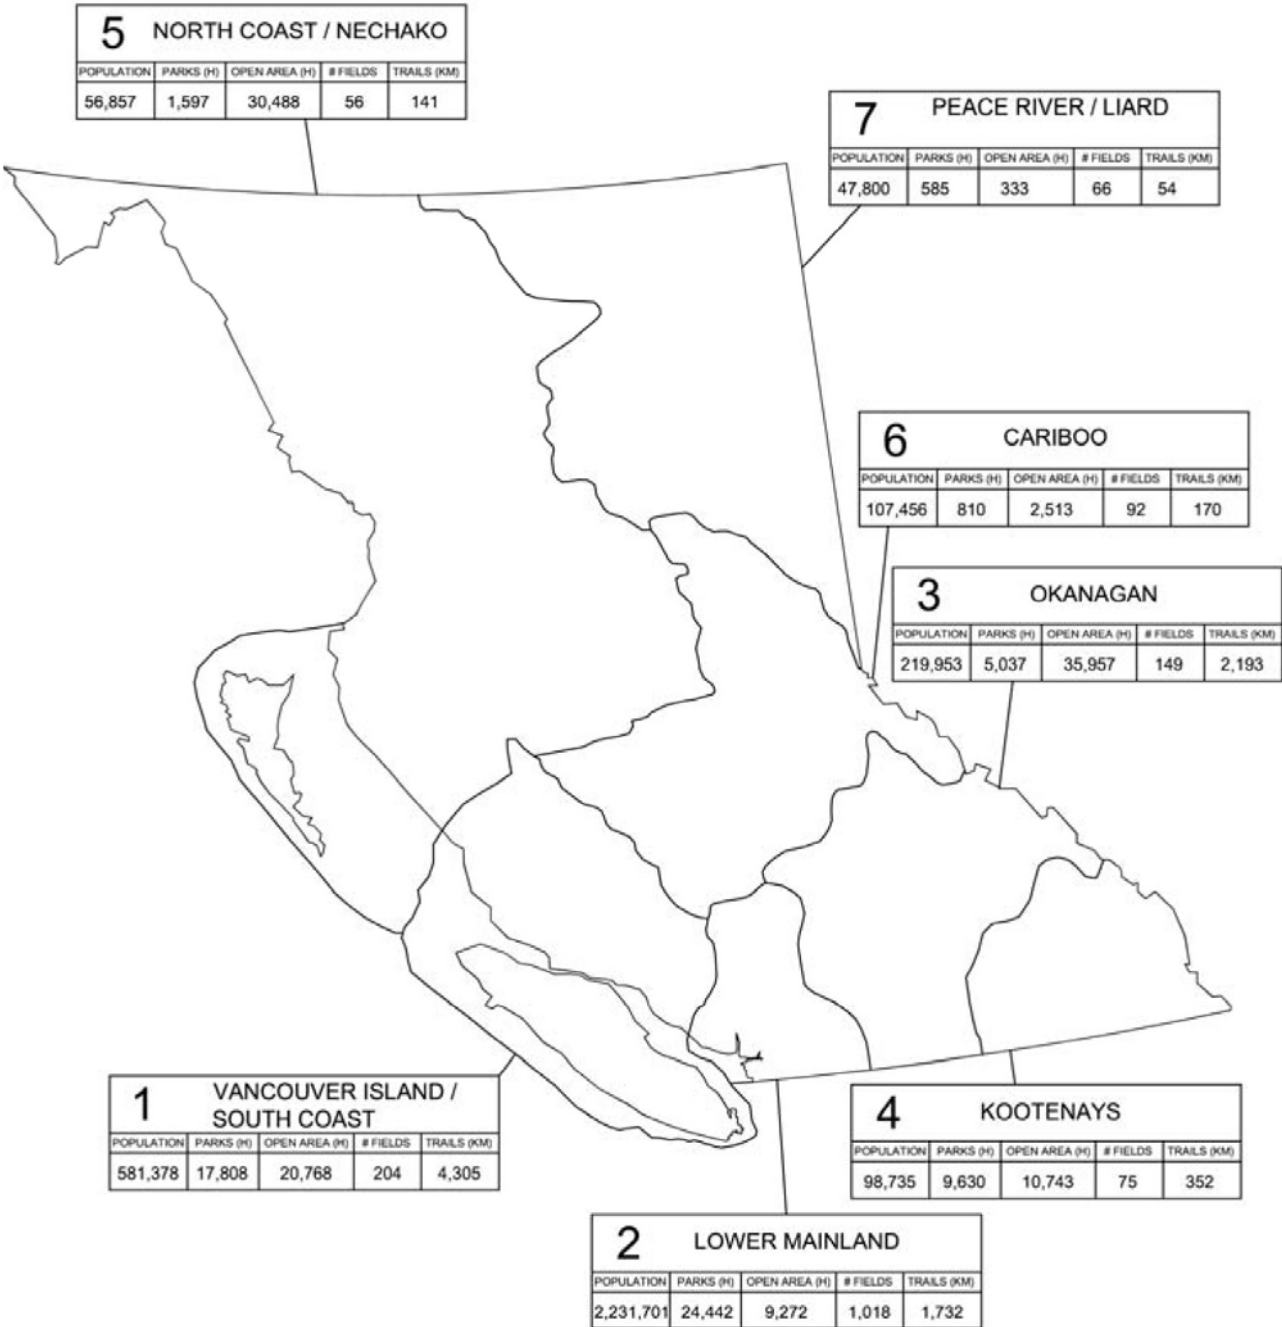 5 NORTH COAST / NECHAKO
POPULATION PARKS (H) OPEN AREA (H) # FIELDS TRAILS (KM)
56,857 1,597 30,488 56 141
7 PEACE RIVER / LIARD
POPULATION PARKS (H) OPEN AREA (H) # FIELDS TRAILS (KM)
47,800 585 333 66 54
6 CARIBOO
POPULATION PARKS (H) OPEN AREA (H) # FIELDS TRAILS (KM)
107,456 810 2,513 92 170
3 OKANAGAN
POPULATION PARKS (H) OPEN AREA (H) # FIELDS TRAILS (KM)
219,953 5,037 35,957 149 2,193
1 VANCOUVER ISLAND /
SOUTH COAST
POPULATION PARKS (H) OPEN AREA (H) # FIELDS TRAILS (KM)
581,378 17,808 20,768 204 4,305
4 KOOTENAYS
POPULATION PARKS (H) OPEN AREA (H) # FIELDS TRAILS (KM)
98,735 9,630 10,743 75 352
2 LOWER MAINLAND
POPULATION PARKS (H) OPEN AREA (H) # FIELDS TRAILS (KM)
2,231,701 24,442 9,272 1,018 1,732